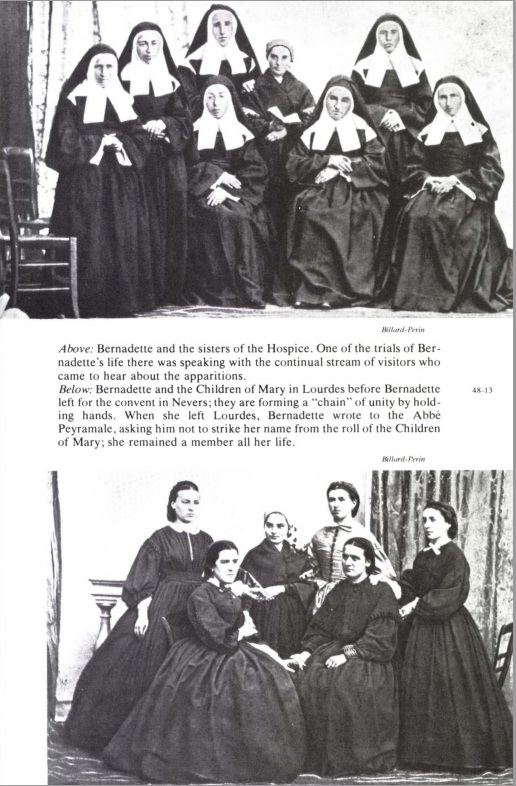 Billard-Perin
Above: Bernadette and the sisters of the Hospice. One of the trials of Ber-
nadette's life there was speaking with the continual stream of visitors who
came to hear about the apparitions.
Below: Bernadette and the Children of Mary in Lourdes before Bernadette
left for the convent in Nevers; they are forming a "chain" of unity by hold-
ing hands. When she left Lourdes, Bernadette wrote to the Abbé
Peyramale, asking him not to strike her name from the roll of the Children
of Mary; she remained a member all her life.
48-13
Billard-Perin